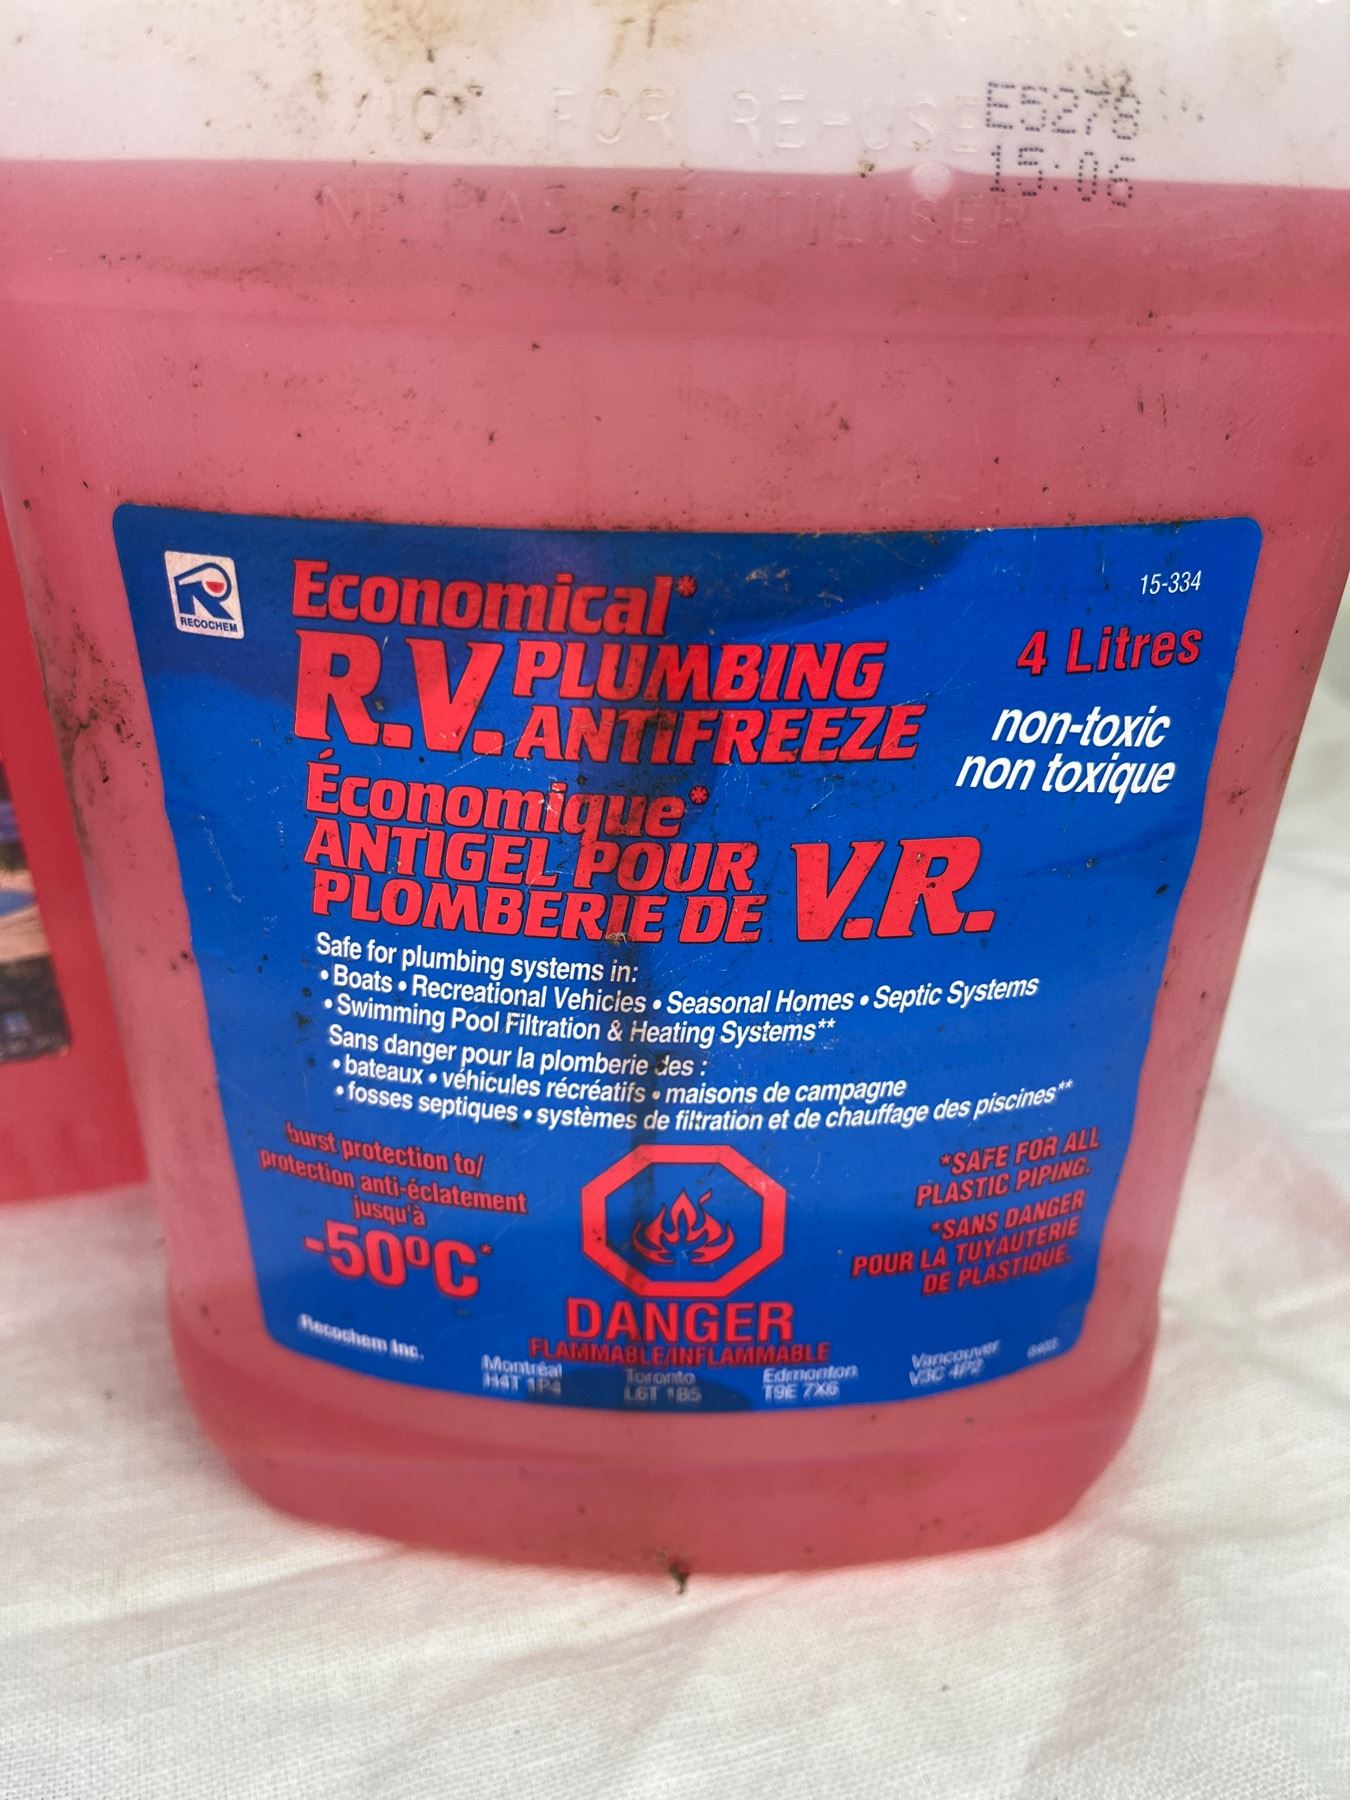 FOR RE-USE
NE PAS RÉUTILISER
E5278
15:06
RECOCHEM
15-334
Economical*
R.V. PLUMBING
ANTIFREEZE
4 Litres
non-toxic
non toxique
Économique*
ANTIGEL POUR
PLOMBERIE DE V.R.
Safe for plumbing systems in:
• Boats • Recreational Vehicles • Seasonal Homes • Septic Systems
• Swimming Pool Filtration & Heating Systems**
Sans danger pour la plomberie des :
• bateaux • véhicules récréatifs • maisons de campagne
• fosses septiques • systèmes de filtration et de chauffage des piscines**
burst protection to/
protection anti-éclatement
jusqu'à
-50ºC*
*SAFE FOR ALL
PLASTIC PIPING.
*SANS DANGER
POUR LA TUYAUTERIE
DE PLASTIQUE.
DANGER
FLAMMABLE/INFLAMMABLE
Recochem Inc.
Montréal
H4T 1P4
Toronto
L6T 1B5
Edmonton
T9E 7X6
Vancouver
V3C 4P2